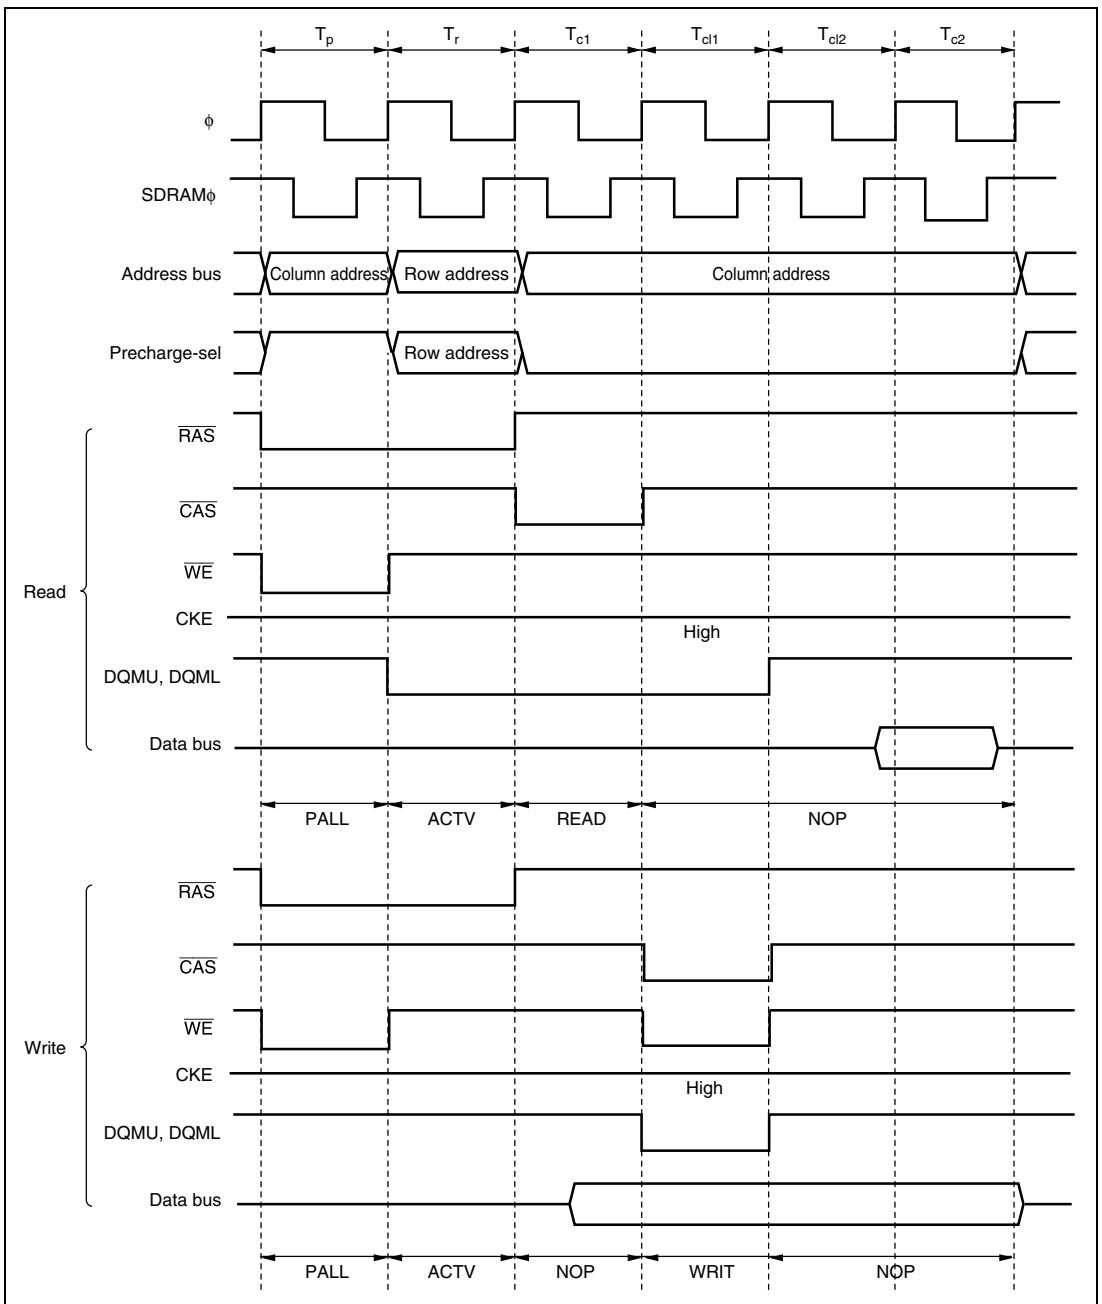 Tp Tr Tc1 Tcl1 Tcl2 Tc2
ϕ
SDRAMϕ
Address bus Column address Row address Column address
Precharge-sel Row address
RAS
CAS
WE
Read
CKE
High
DQMU, DQML
Data bus
PALL ACTV READ NOP
RAS
CAS
WE
Write
CKE
High
DQMU, DQML
Data bus
PALL ACTV NOP WRIT NOP